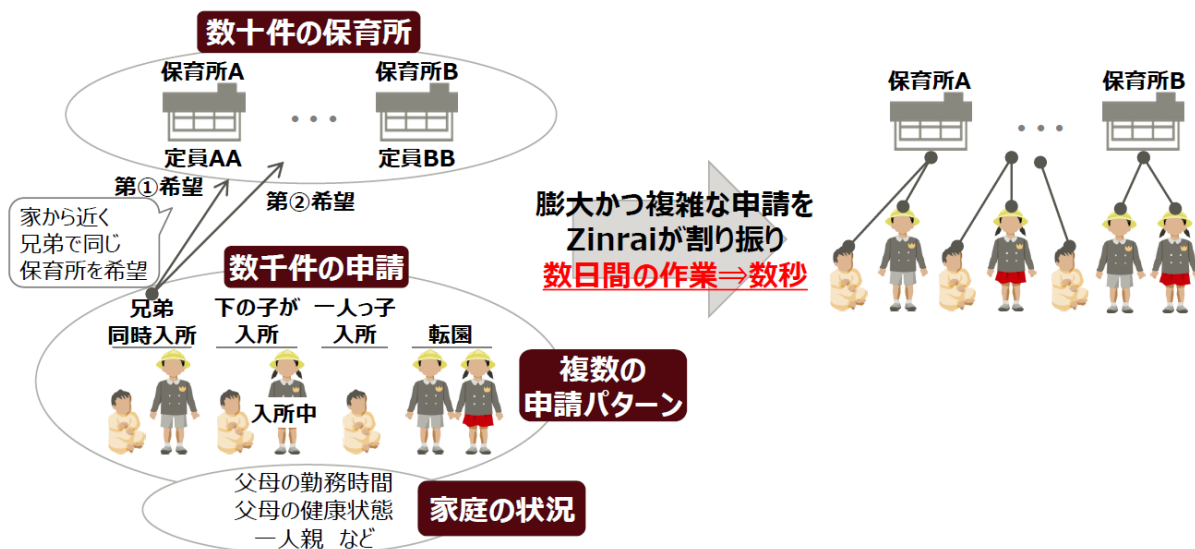 数十件の保育所
保育所A
保育所B
・・・
定員AA
定員BB
第①希望
第②希望
家から近く
兄弟で同じ
保育所を希望
数千件の申請
兄弟
同時入所
下の子が
入所
一人っ子
入所
転園
入所中
複数の
申請パターン
父母の勤務時間
父母の健康状態
一人親 など
家庭の状況
膨大かつ複雑な申請を
Zinraiが割り振り
数日間の作業⇒数秒
保育所A
保育所B
・・・